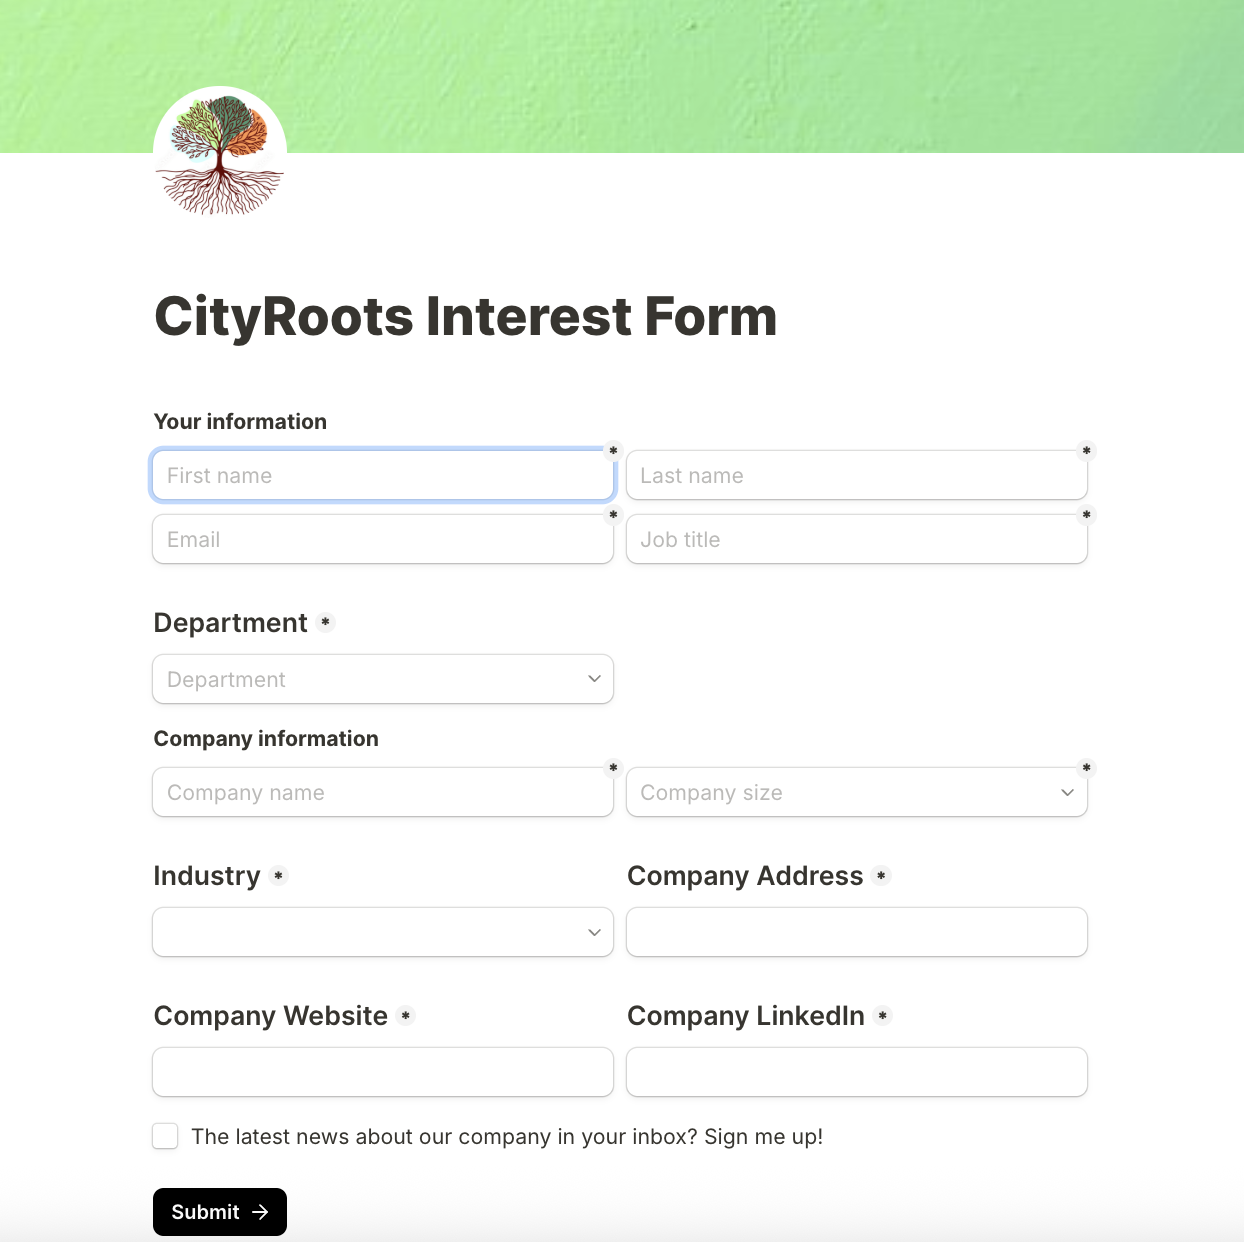 CityRoots Interest Form
Your information
First name *
Last name *
Email *
Job title *
Department *
Department
Company information
Company name *
Company size *
Industry *
Company Address *
Company Website *
Company LinkedIn *
The latest news about our company in your inbox? Sign me up!
Submit →